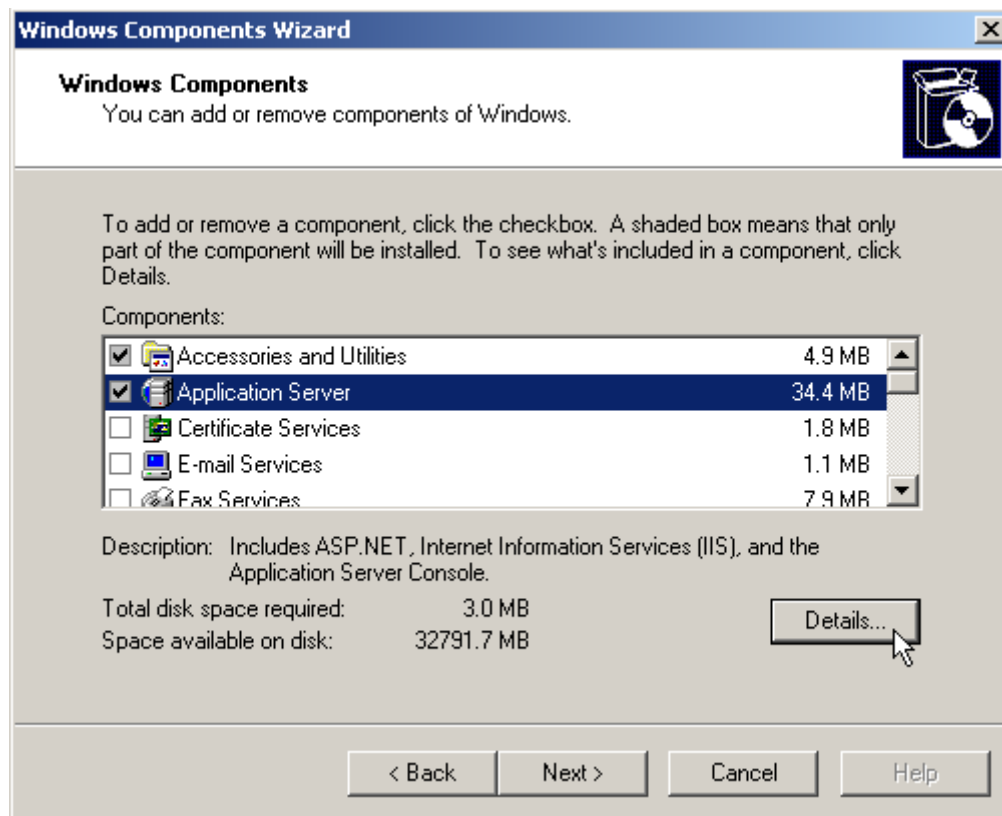 Windows Components Wizard
Windows Components
You can add or remove components of Windows.
To add or remove a component, click the checkbox. A shaded box means that only
part of the component will be installed. To see what's included in a component, click
Details.
Components:
Accessories and Utilities 4.9 MB
Application Server 34.4 MB
Certificate Services 1.8 MB
E-mail Services 1.1 MB
Fax Services 7.9 MB
Description: Includes ASP.NET, Internet Information Services (IIS), and the
Application Server Console.
Total disk space required: 3.0 MB
Space available on disk: 32791.7 MB
Details...
< Back Next > Cancel Help